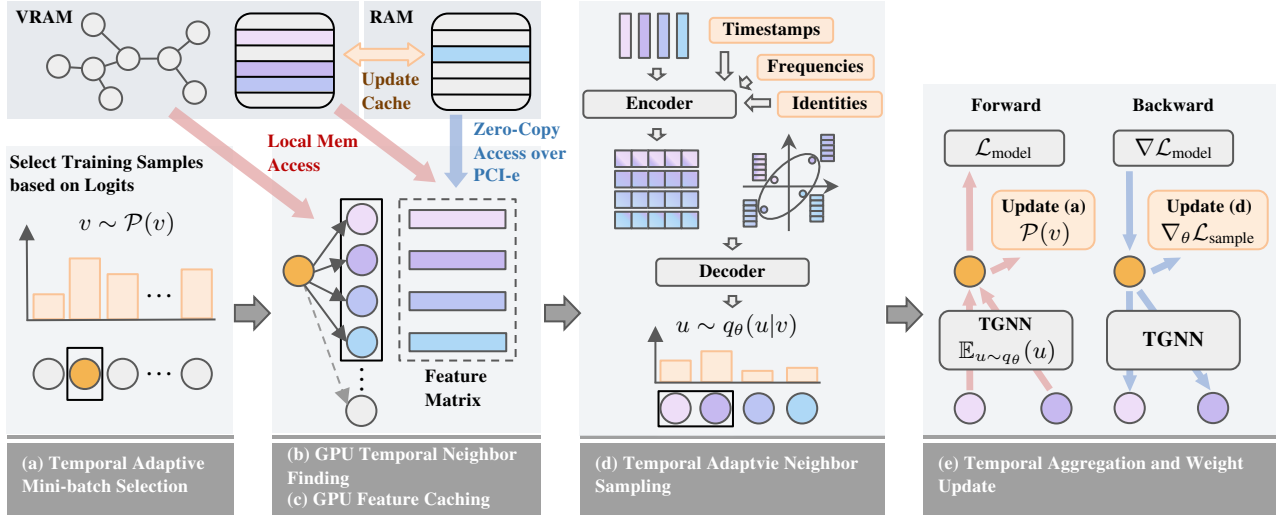 VRAM
RAM
Update
Cache
Local Mem
Access
Zero-Copy
Access over
PCI-e
Select Training Samples
based on Logits
v ∼ P(v)
...
Feature
Matrix
Timestamps
Frequencies
Identities
Encoder
Decoder
u ∼ q_θ(u|v)
Forward
Backward
ℒ_model
∇ℒ_model
Update (a)
P(v)
Update (d)
∇_θ ℒ_sample
TGNN
𝔼_{u∼q_θ}(u)
TGNN
(a) Temporal Adaptive
Mini-batch Selection
(b) GPU Temporal Neighbor
Finding
(c) GPU Feature Caching
(d) Temporal Adaptvie Neighbor
Sampling
(e) Temporal Aggregation and Weight
Update